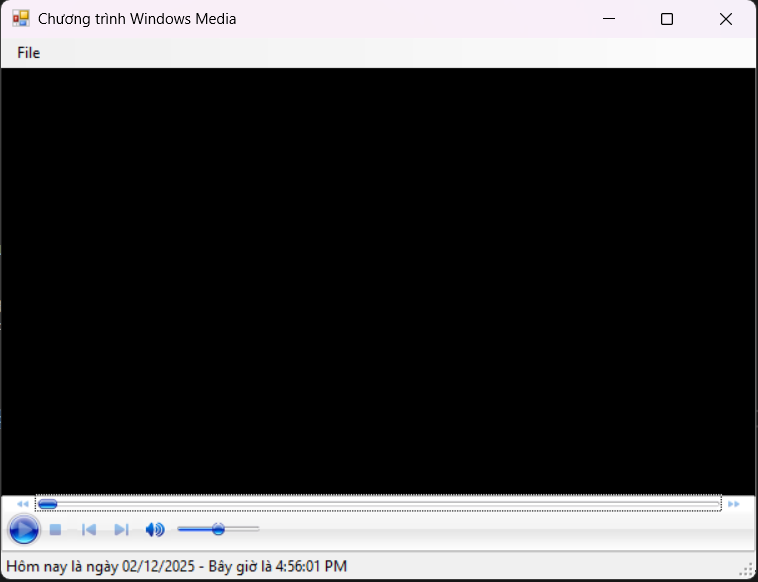 Chương trình Windows Media
File
Hôm nay là ngày 02/12/2025 - Bây giờ là 4:56:01 PM